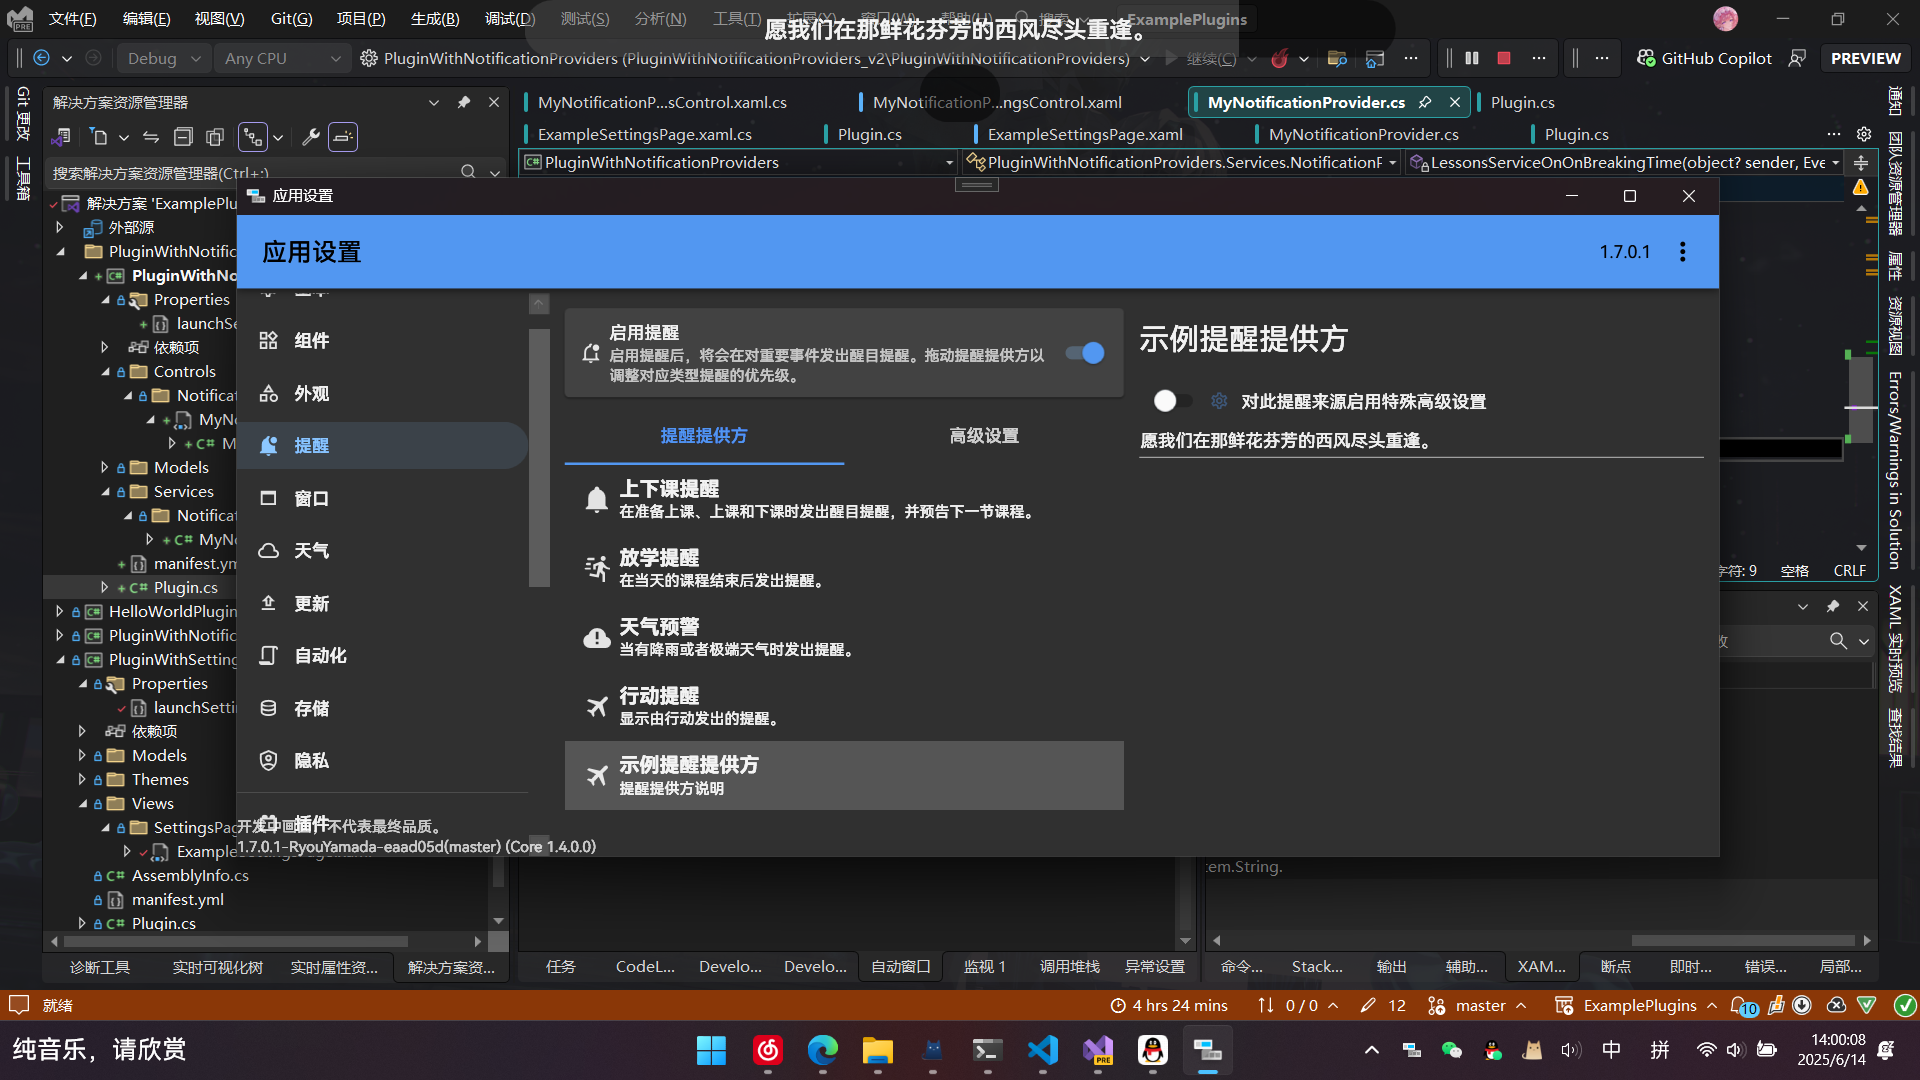 文件(F) 编辑(E) 视图(V) Git(G) 项目(P) 生成(B) 调试(D) 测试(S) 分析(N) 工具(T)
ExamplePlugins
愿我们在那鲜花芬芳的西风尽头重逢。
Debug Any CPU PluginWithNotificationProviders (PluginWithNotificationProviders_v2\PluginWithNotificationProviders) 继续(C) GitHub Copilot PREVIEW
Git 更改
工具箱
解决方案资源管理器
搜索解决方案资源管理器(Ctrl+;)
解决方案 'ExamplePlu
外部源
PluginWithNotific
PluginWithNo
Properties
launchSe
依赖项
Controls
Notificat
MyNo
M
Models
Services
Notificat
MyNo
manifest.ym
Plugin.cs
HelloWorldPlugin
PluginWithNotific
PluginWithSetting
Properties
launchSetti
依赖项
Models
Themes
Views
SettingsPag
AssemblyInfo.cs
manifest.yml
Plugin.cs
MyNotificationP...sControl.xaml.cs MyNotificationP...ngsControl.xaml MyNotificationProvider.cs Plugin.cs
ExampleSettingsPage.xaml.cs Plugin.cs ExampleSettingsPage.xaml MyNotificationProvider.cs Plugin.cs
PluginWithNotificationProviders PluginWithNotificationProviders.Services.NotificationF LessonsServiceOnOnBreakingTime(object? sender, Eve
应用设置
应用设置 1.7.0.1
组件
外观
提醒
窗口
天气
更新
自动化
存储
隐私
插件
开发中画面，不代表最终品质。
1.7.0.1-RyouYamada-eaad05d(master) (Core 1.4.0.0)
启用提醒
启用提醒后，将会在对重要事件发出醒目提醒。拖动提醒提供方以
调整对应类型提醒的优先级。
提醒提供方 高级设置
上下课提醒
在准备上课、上课和下课时发出醒目提醒，并预告下一节课程。
放学提醒
在当天的课程结束后发出提醒。
天气预警
当有降雨或者极端天气时发出提醒。
行动提醒
显示由行动发出的提醒。
示例提醒提供方
提醒提供方说明
示例提醒提供方
对此提醒来源启用特殊高级设置
愿我们在那鲜花芬芳的西风尽头重逢。
字符: 9 空格 CRLF
tem.String.
通知
团队资源管理器
属性
资源视图
Errors/Warnings in Solution
XAML 实时预览
查找结果
诊断工具 实时可视化树 实时属性资... 解决方案资... 任务 CodeL... Develo... Develo... 自动窗口 监视 1 调用堆栈 异常设置 命令... Stack... 输出 辅助... XAM... 断点 即时... 错误... 局部...
就绪 4 hrs 24 mins 0 / 0 12 master ExamplePlugins 10
纯音乐，请欣赏 中 拼 14:00:08
2025/6/14